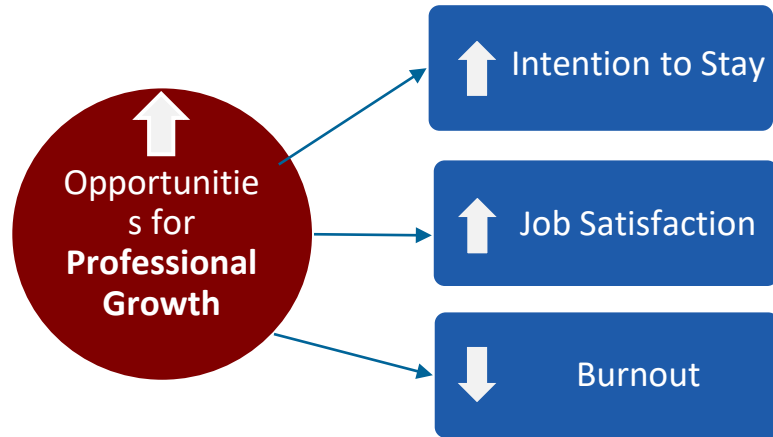 Opportunitie
s for
Professional
Growth
Intention to Stay
Job Satisfaction
Burnout